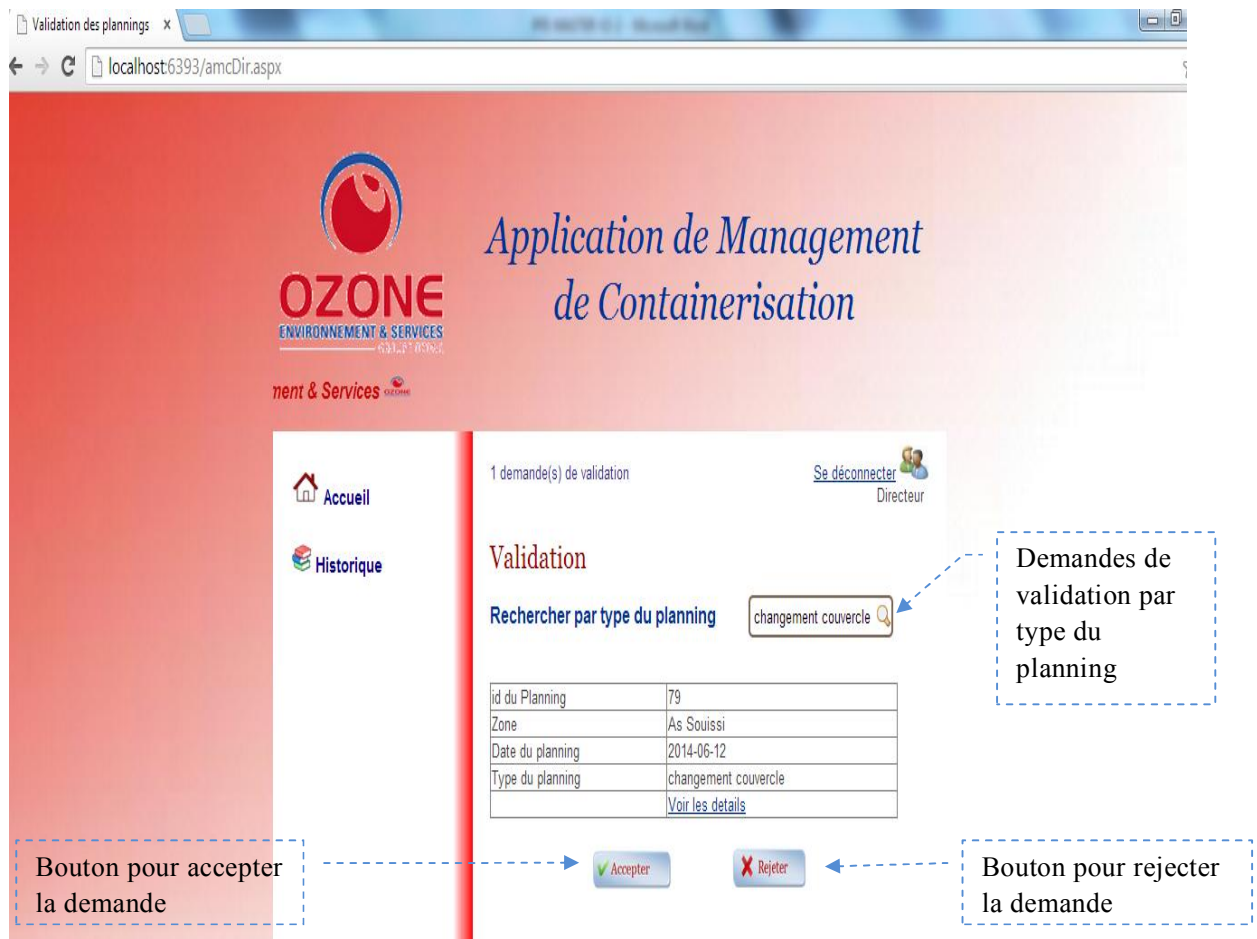 Validation des plannings
localhost:6393/amcDir.aspx
Application de Management
de Containerisation
OZONE
ENVIRONNEMENT & SERVICES
ment & Services
OZONE
Accueil
Historique
1 demande(s) de validation
Se déconnecter
Directeur
Validation
Rechercher par type du planning
changement couvercle
id du Planning 79
Zone As Souissi
Date du planning 2014-06-12
Type du planning changement couvercle
Voir les details
Accepter
Rejeter
Demandes de
validation par
type du
planning
Bouton pour accepter
la demande
Bouton pour rejecter
la demande